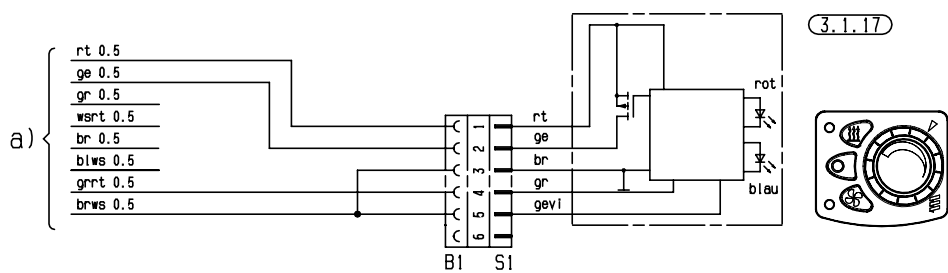 3.1.17
a)
rt 0.5
ge 0.5
gr 0.5
wsrt 0.5
br 0.5
blws 0.5
grrt 0.5
brws 0.5
1
2
3
4
5
6
B1
S1
rt
ge
br
gr
gevi
rot
blau